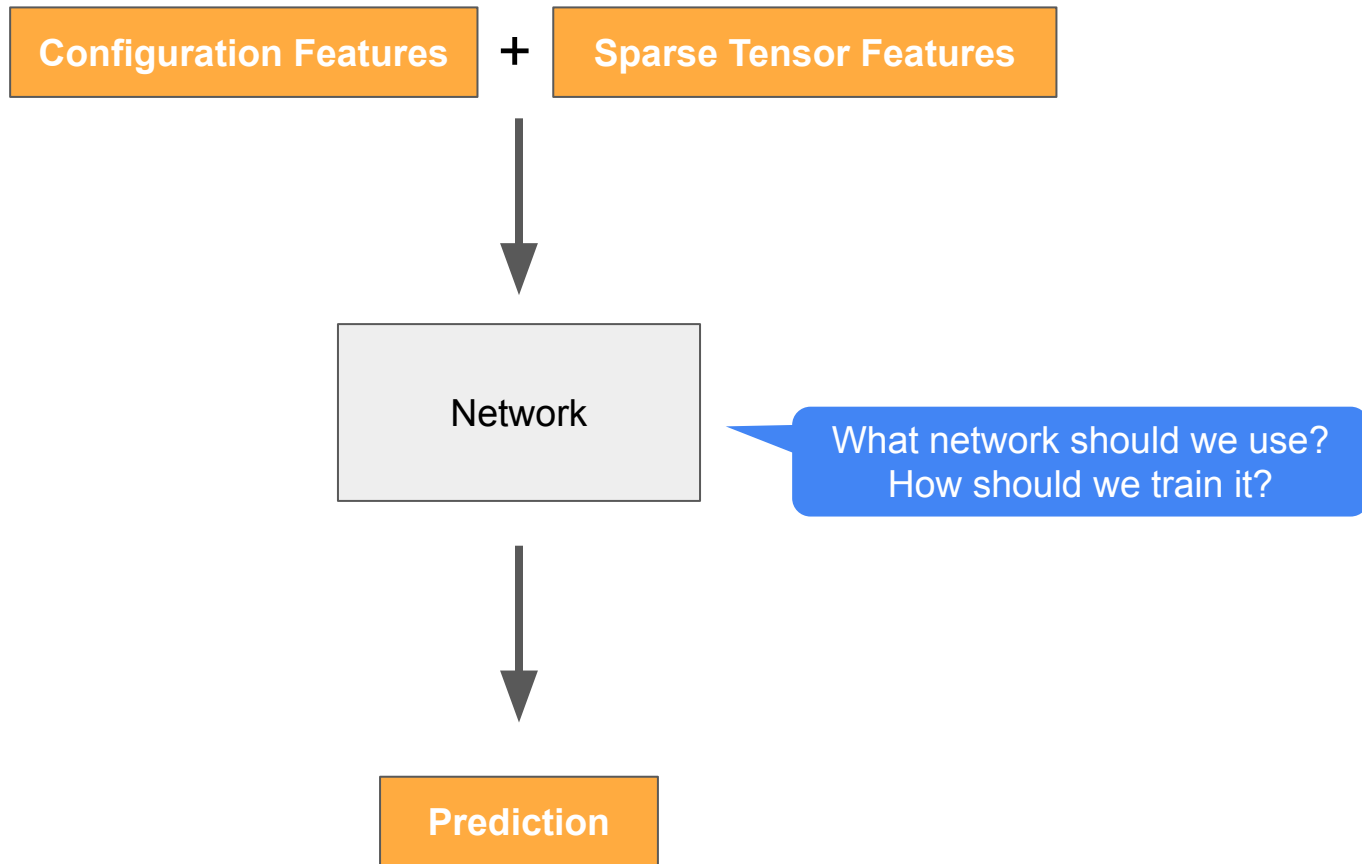 Configuration Features + Sparse Tensor Features
Network
What network should we use?
How should we train it?
Prediction